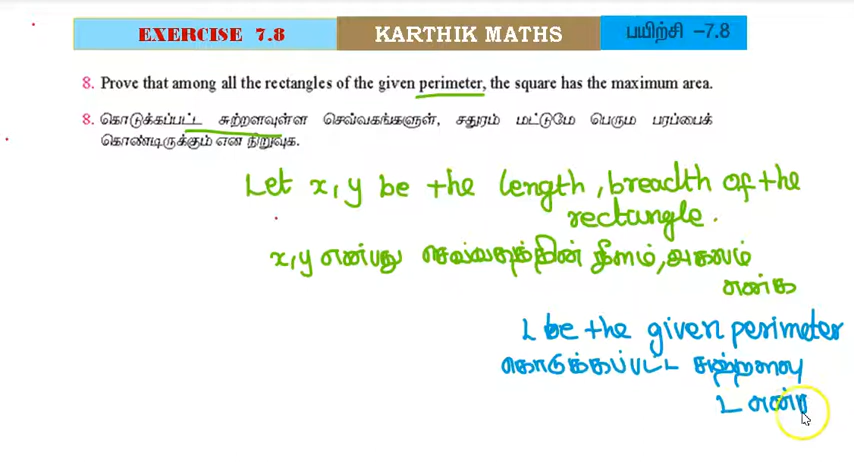 EXERCISE 7.8 KARTHIK MATHS பயிற்சி –7.8
8. Prove that among all the rectangles of the given perimeter, the square has the maximum area.
8. கொடுக்கப்பட்ட சுற்றளவுள்ள செவ்வகங்களுள், சதுரம் மட்டுமே பெரும பரப்பைக்
கொண்டிருக்கும் என நிறுவுக.
Let x, y be the length, breadth of the
rectangle.
x, y என்பது செவ்வகத்தின் நீளம், அகலம்
என்க
L be the given perimeter
கொடுக்கப்பட்ட சுற்றளவு
L என்